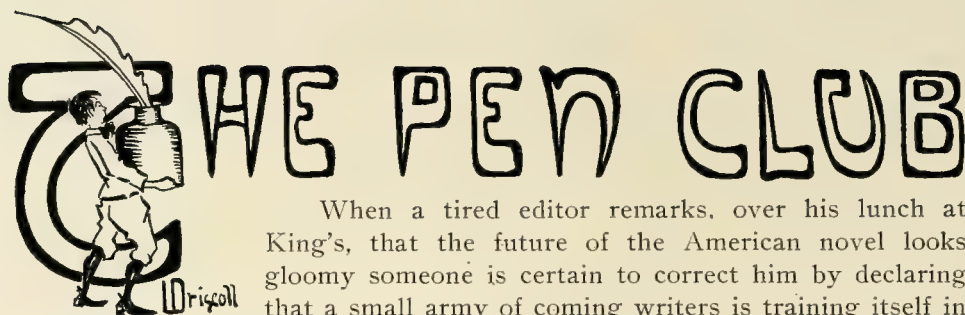 THE PEN CLUB
When a tired editor remarks, over his lunch at
King's, that the future of the American novel looks
gloomy someone is certain to correct him by declaring
that a small army of coming writers is training itself in
Driscoll